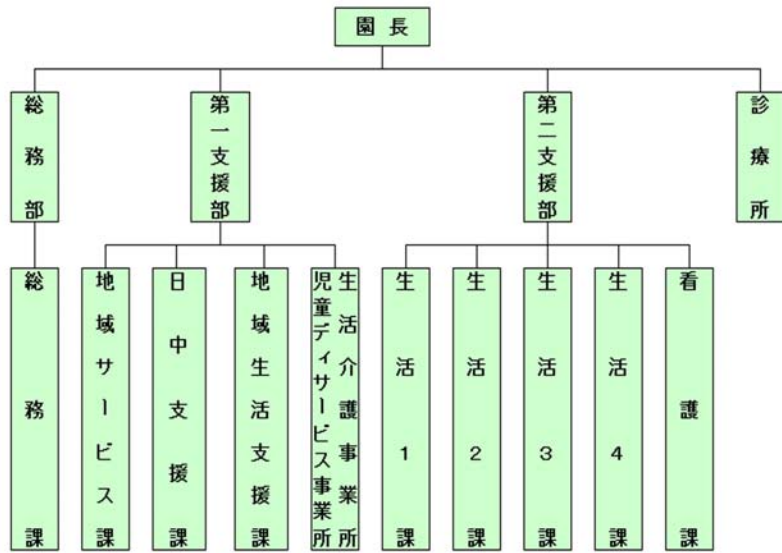 園長
総務部
第一支援部
第二支援部
診療所
総務課
地域サービス課
日中支援課
地域生活支援課
生活介護事業所
児童ディサービス事業所
生活1課
生活2課
生活3課
生活4課
看護課